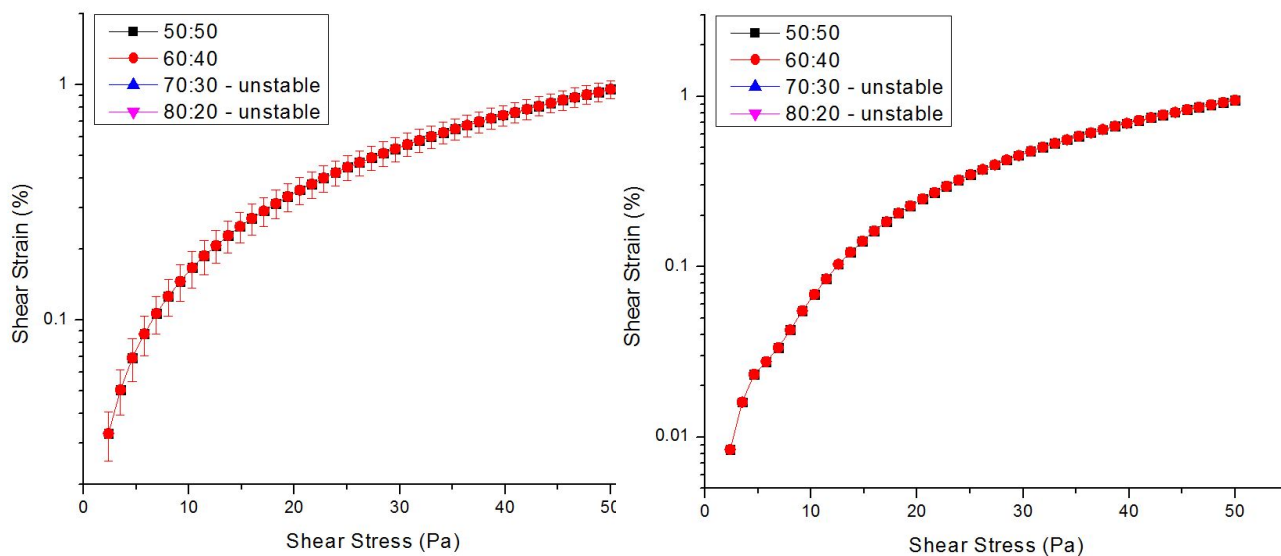 50:50
60:40
70:30 - unstable
80:20 - unstable
1
0.1
Shear Strain (%)
0 10 20 30 40 50
Shear Stress (Pa)
50:50
60:40
70:30 - unstable
80:20 - unstable
1
0.1
0.01
Shear Strain (%)
0 10 20 30 40 50
Shear Stress (Pa)